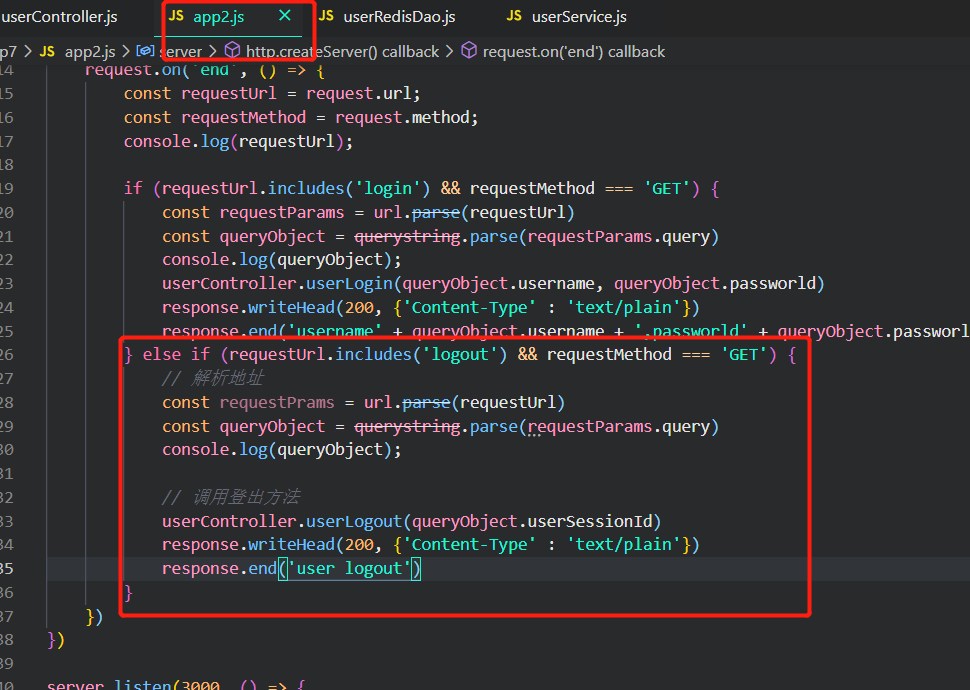 userController.js JS app2.js × JS userRedisDao.js JS userService.js
p7 > JS app2.js > server > http.createServer() callback > request.on('end') callback
14 request.on('end', () => {
15 const requestUrl = request.url;
16 const requestMethod = request.method;
17 console.log(requestUrl);
18
19 if (requestUrl.includes('login') && requestMethod === 'GET') {
20 const requestParams = url.parse(requestUrl)
21 const queryObject = querystring.parse(requestParams.query)
22 console.log(queryObject);
23 userController.userLogin(queryObject.username, queryObject.passworld)
24 response.writeHead(200, {'Content-Type' : 'text/plain'})
25 response.end('username' + queryObject.username + ',passworld' + queryObject.passworl
26 } else if (requestUrl.includes('logout') && requestMethod === 'GET') {
27 // 解析地址
28 const requestPrams = url.parse(requestUrl)
29 const queryObject = querystring.parse(requestParams.query)
30 console.log(queryObject);
31
32 // 调用登出方法
33 userController.userLogout(queryObject.userSessionId)
34 response.writeHead(200, {'Content-Type' : 'text/plain'})
35 response.end('user logout')
36 }
37 })
38 })
39
40 server.listen(3000, () => {